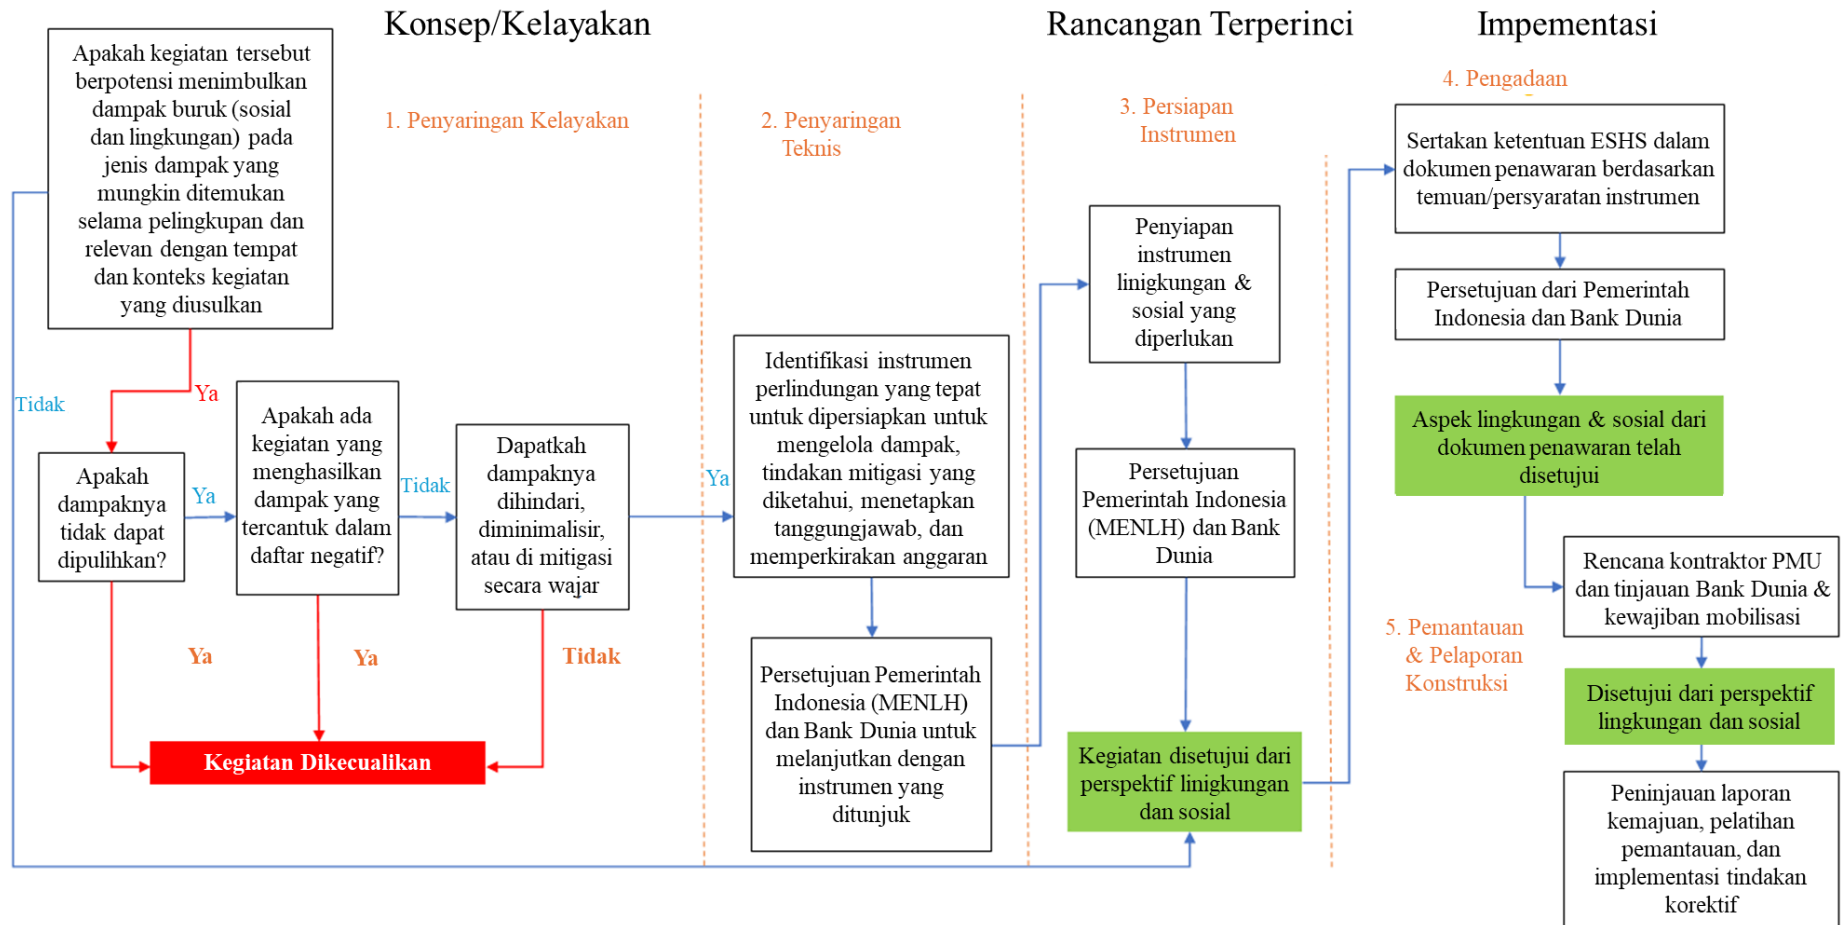 Konsep/Kelayakan
Rancangan Terperinci
Impementasi
Apakah kegiatan tersebut
berpotensi menimbulkan
dampak buruk (sosial
dan lingkungan) pada
jenis dampak yang
mungkin ditemukan
selama pelingkupan dan
relevan dengan tempat
dan konteks kegiatan
yang diusulkan
1. Penyaringan Kelayakan
2. Penyaringan
Teknis
3. Persiapan
Instrumen
4. Pengadaan
Tidak
Ya
Apakah
dampaknya
tidak dapat
dipulihkan?
Ya
Apakah ada
kegiatan yang
menghasilkan
dampak yang
tercantuk dalam
daftar negatif?
Tidak
Dapatkah
dampaknya
dihindari,
diminimalisir,
atau di mitigasi
secara wajar
Ya
Ya
Ya
Tidak
Kegiatan Dikecualikan
Identifikasi instrumen
perlindungan yang tepat
untuk dipersiapkan untuk
mengelola dampak,
tindakan mitigasi yang
diketahui, menetapkan
tanggungjawab, dan
memperkirakan anggaran
Persetujuan Pemerintah
Indonesia (MENLH)
dan Bank Dunia untuk
melanjutkan dengan
instrumen yang
ditunjuk
Penyiapan
instrumen
linigkungan &
sosial yang
diperlukan
Persetujuan
Pemerintah Indonesia
(MENLH) dan Bank
Dunia
Kegiatan disetujui dari
perspektif linigkungan
dan sosial
Sertakan ketentuan ESHS dalam
dokumen penawaran berdasarkan
temuan/persyaratan instrumen
Persetujuan dari Pemerintah
Indonesia dan Bank Dunia
Aspek lingkungan & sosial dari
dokumen penawaran telah
disetujui
5. Pemantauan
& Pelaporan
Konstruksi
Rencana kontraktor PMU
dan tinjauan Bank Dunia &
kewajiban mobilisasi
Disetujui dari perspektif
lingkungan dan sosial
Peninjauan laporan
kemajuan, pelatihan
pemantauan, dan
implementasi tindakan
korektif